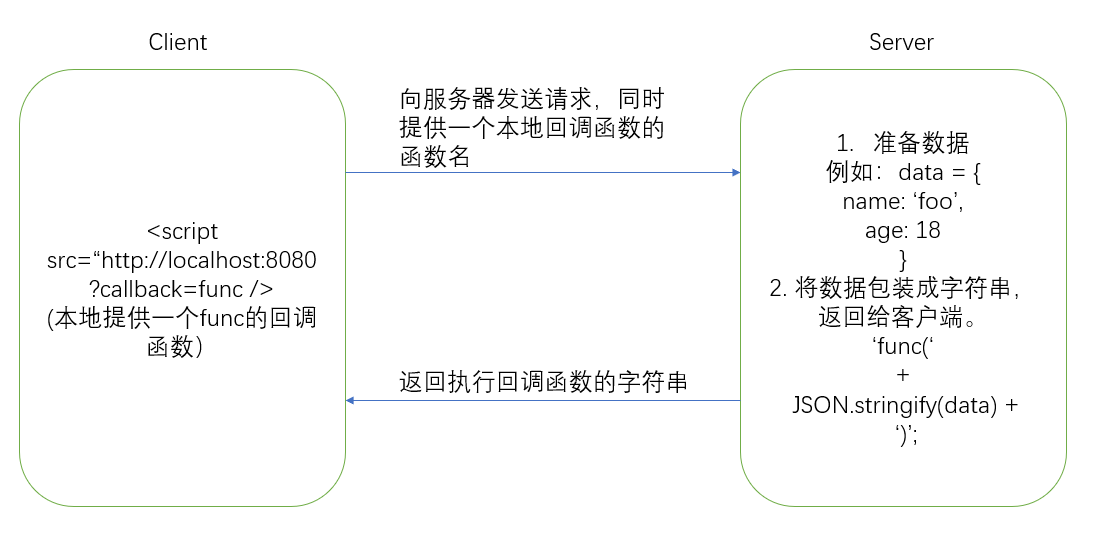 Client
Server
向服务器发送请求，同时
提供一个本地回调函数的
函数名
<script
src=“http://localhost:8080
?callback=func />
(本地提供一个func的回调
函数）
1. 准备数据
例如：data = {
name: ‘foo’,
age: 18
}
2. 将数据包装成字符串，
返回给客户端。
‘func(‘
+
JSON.stringify(data) +
‘)’;
返回执行回调函数的字符串